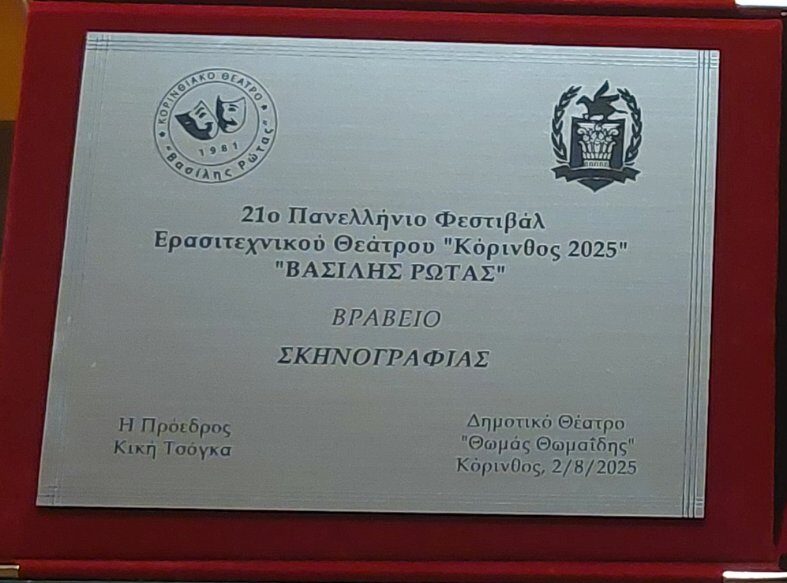 ΚΟΡΙΝΘΙΑΚΟ ΘΕΑΤΡΟ
1981
"Βασίλης Ρώτας"
21ο Πανελλήνιο Φεστιβάλ
Ερασιτεχνικού Θεάτρου "Κόρινθος 2025"
"ΒΑΣΙΛΗΣ ΡΩΤΑΣ"
ΒΡΑΒΕΙΟ
ΣΚΗΝΟΓΡΑΦΙΑΣ
Η Πρόεδρος
Κική Τσόγκα
Δημοτικό Θέατρο
"Θωμάς Θωμαΐδης"
Κόρινθος, 2/8/2025